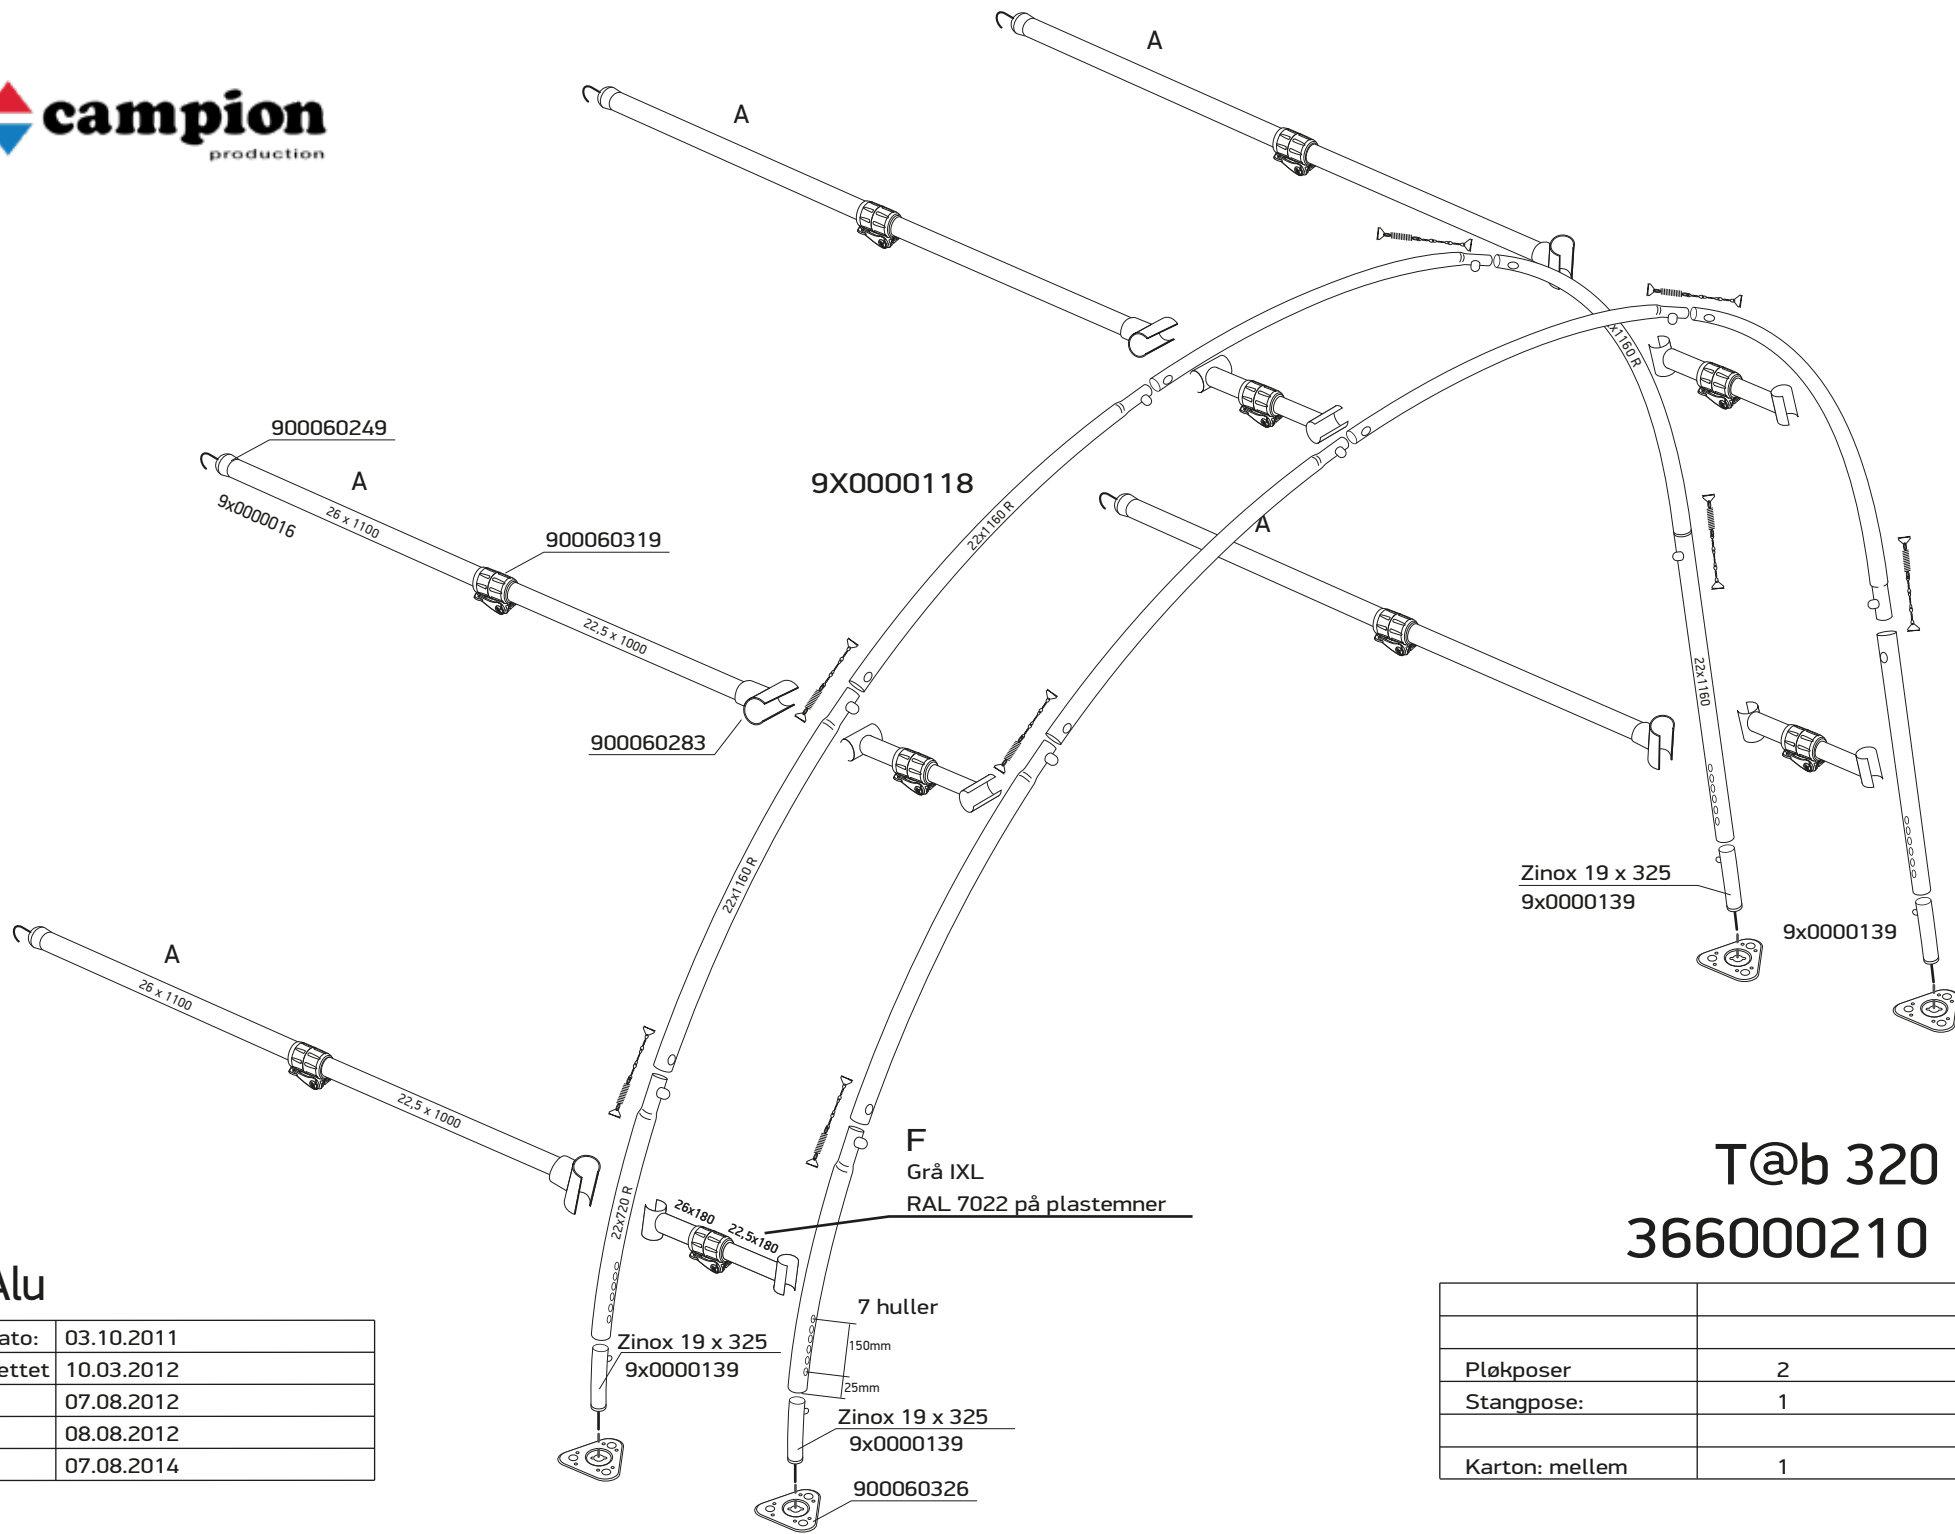 campion
production
A
A
900060249
A
9x0000016
26 x 1100
900060319
22,5 x 1000
900060283
9X0000118
22x1160 R
A
x1160 R
22x1160
22x1160 R
Zinox 19 x 325
9x0000139
9x0000139
A
26 x 1100
22,5 x 1000
22x720 R
26x180
22,5x180
F
Grå IXL
RAL 7022 på plastemner
7 huller
150mm
25mm
Zinox 19 x 325
9x0000139
Zinox 19 x 325
9x0000139
900060326
T@b 320
366000210
Alu
ato: 03.10.2011
ettet 10.03.2012
07.08.2012
08.08.2012
07.08.2014
Pløkposer 2
Stangpose: 1
Karton: mellem 1